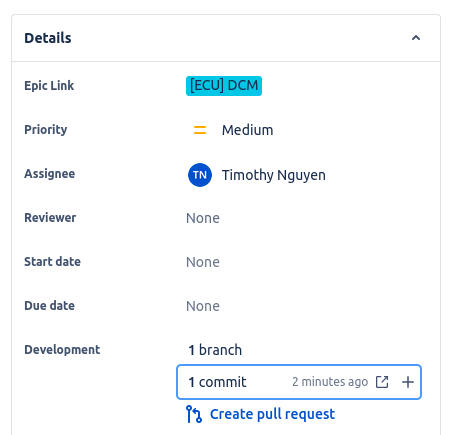 Details
Epic Link
[ECU] DCM
Priority
Medium
Assignee
TN
Timothy Nguyen
Reviewer
None
Start date
None
Due date
None
Development
1 branch
1 commit
2 minutes ago
Create pull request